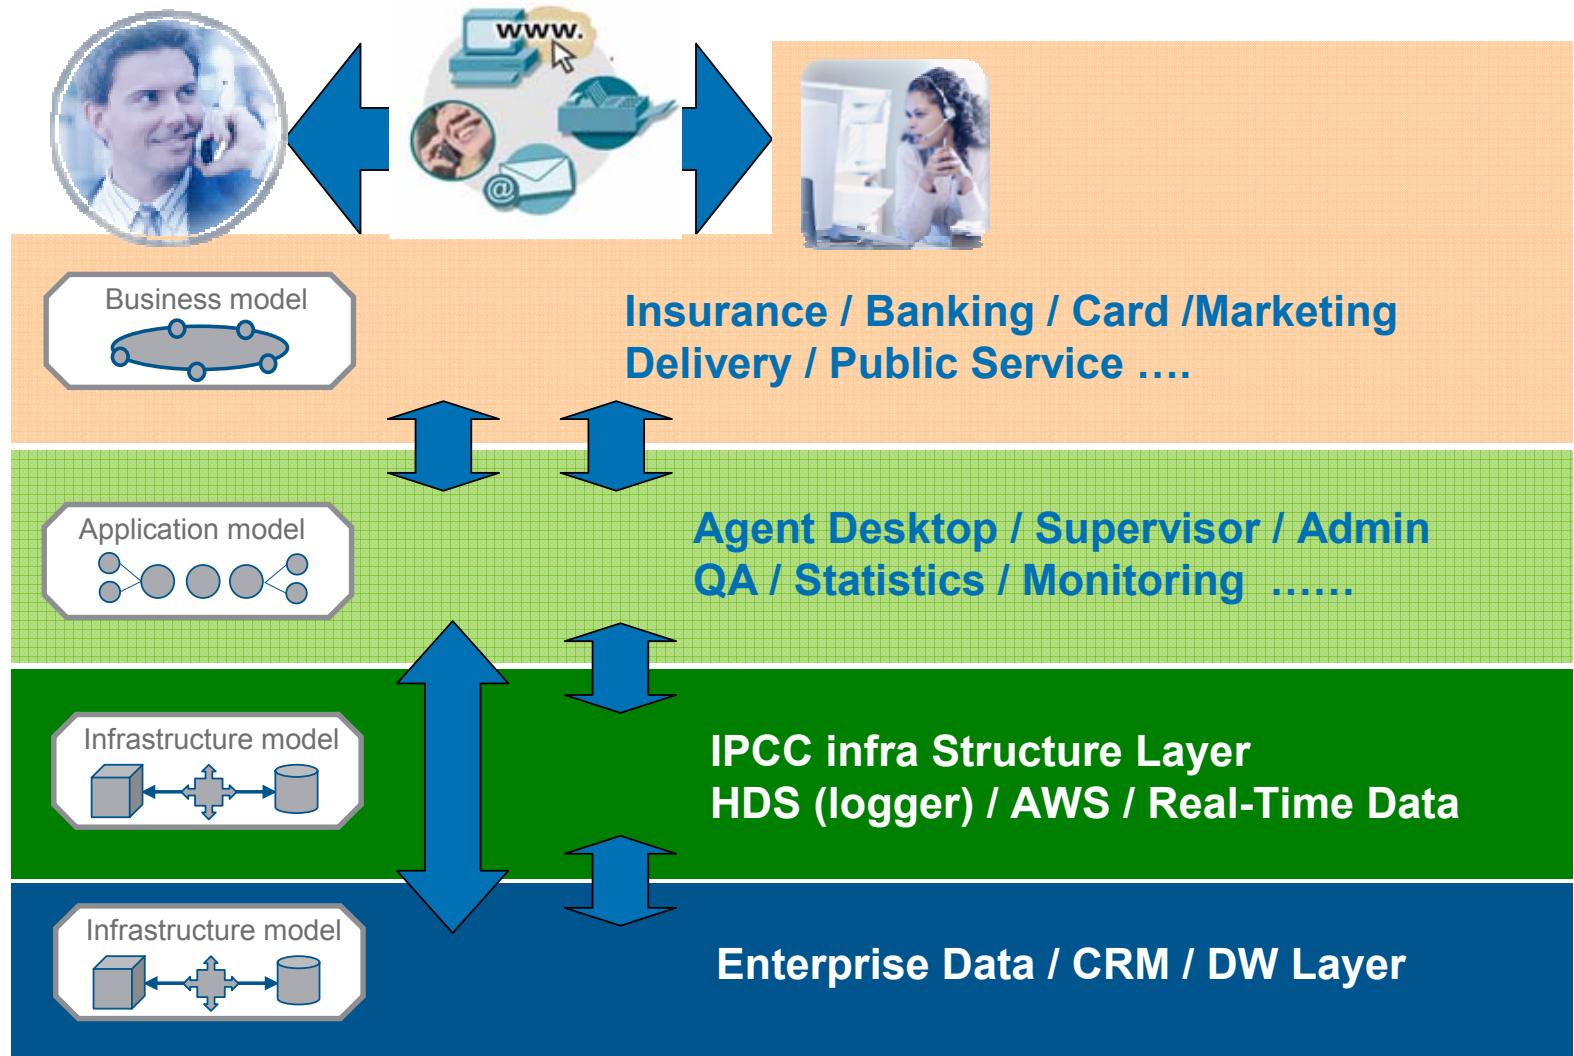 www.
@
Business model
Insurance / Banking / Card /Marketing
Delivery / Public Service ….
Application model
Agent Desktop / Supervisor / Admin
QA / Statistics / Monitoring ……
Infrastructure model
IPCC infra Structure Layer
HDS (logger) / AWS / Real-Time Data
Infrastructure model
Enterprise Data / CRM / DW Layer